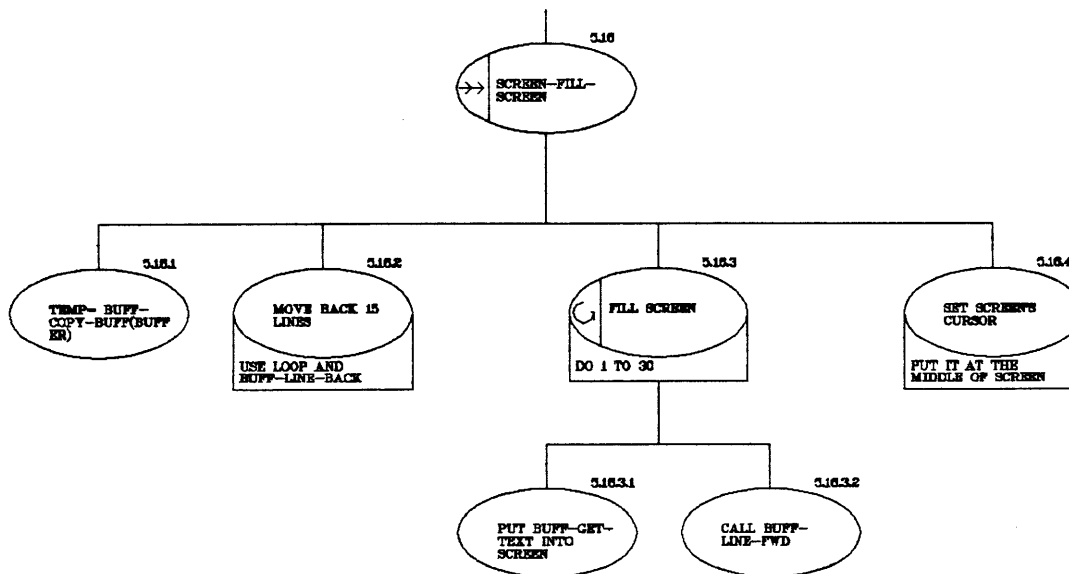 5.16
SCREEN-FILL-
SCREEN
5.16.1
TEMP= BUFF-
COPY-BUFF(BUFF
ER)
5.16.2
MOVE BACK 15
LINES
USE LOOP AND
BUFF-LINE-BACK
5.16.3
FILL SCREEN
DO 1 TO 30
5.16.4
SET SCREEN'S
CURSOR
PUT IT AT THE
MIDDLE OF SCREEN
5.16.3.1
PUT BUFF-GET-
TEXT INTO
SCREEN
5.16.3.2
CALL BUFF-
LINE-FWD